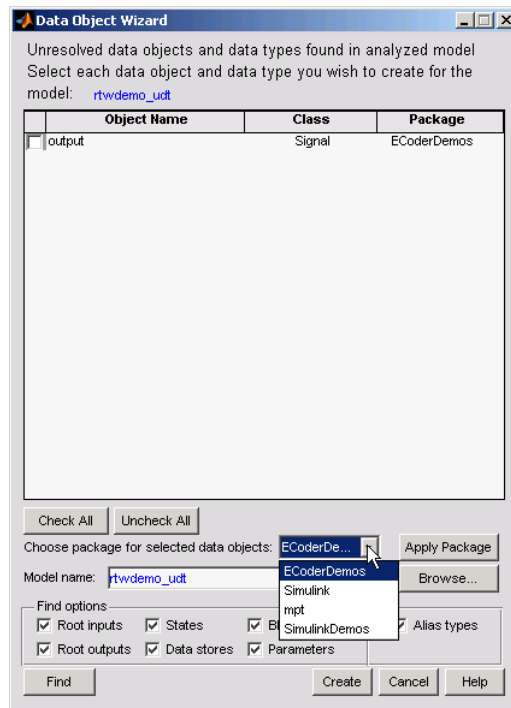 Data Object Wizard
Unresolved data objects and data types found in analyzed model
Select each data object and data type you wish to create for the
model: rtwdemo_udt
Object Name Class Package
output Signal ECoderDemos
Check All Uncheck All
Choose package for selected data objects: ECoderDe... Apply Package
ECoderDemos
Model name: rtwdemo_udt Browse...
Simulink
mpt
SimulinkDemos
Find options
Root inputs States Alias types
Root outputs Data stores Parameters
Find Create Cancel Help